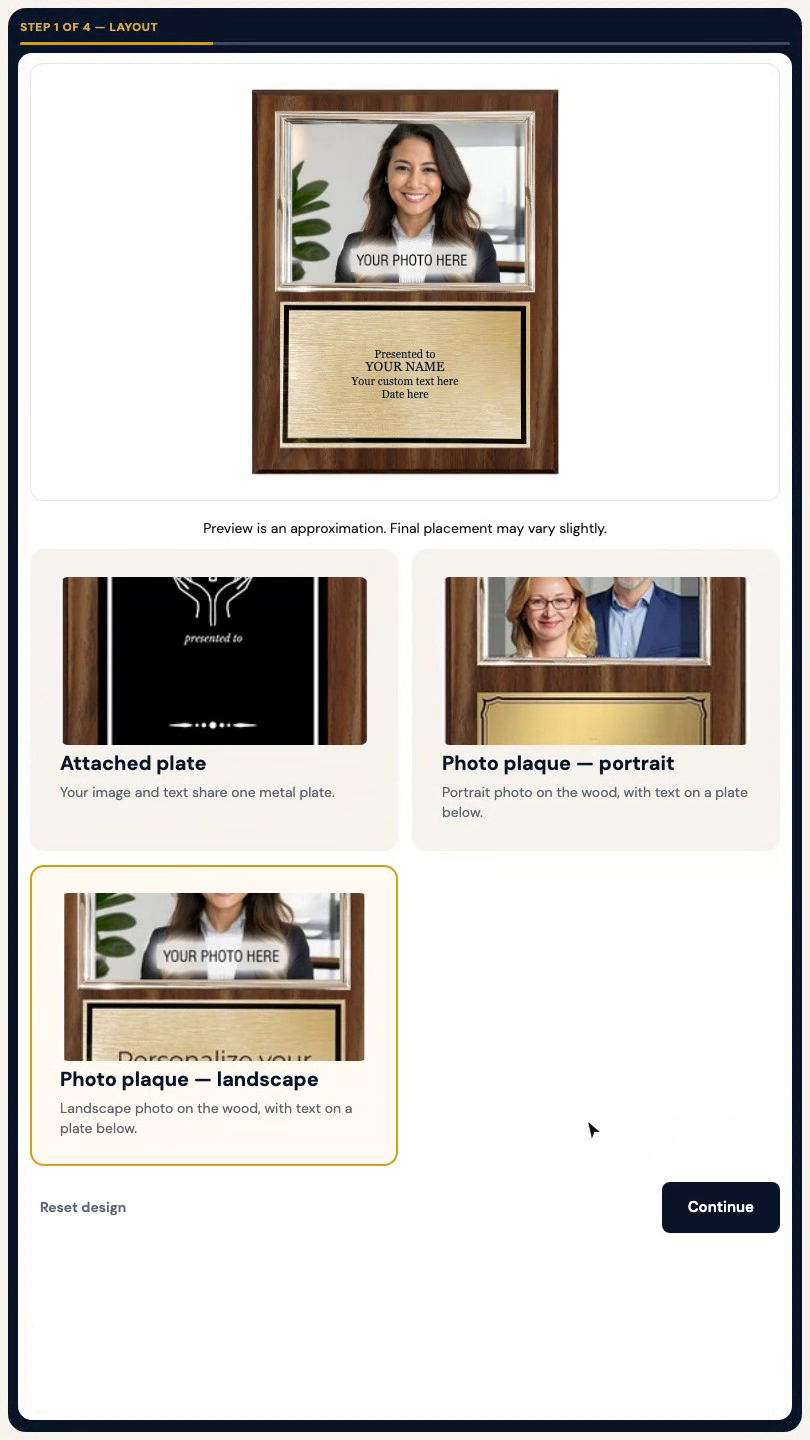 STEP 1 OF 4 — LAYOUT
YOUR PHOTO HERE
Presented to
YOUR NAME
Your custom text here
Date here
Preview is an approximation. Final placement may vary slightly.
presented to
Attached plate
Your image and text share one metal plate.
Photo plaque — portrait
Portrait photo on the wood, with text on a plate
below.
YOUR PHOTO HERE
Personalize your
Photo plaque — landscape
Landscape photo on the wood, with text on a
plate below.
Reset design
Continue